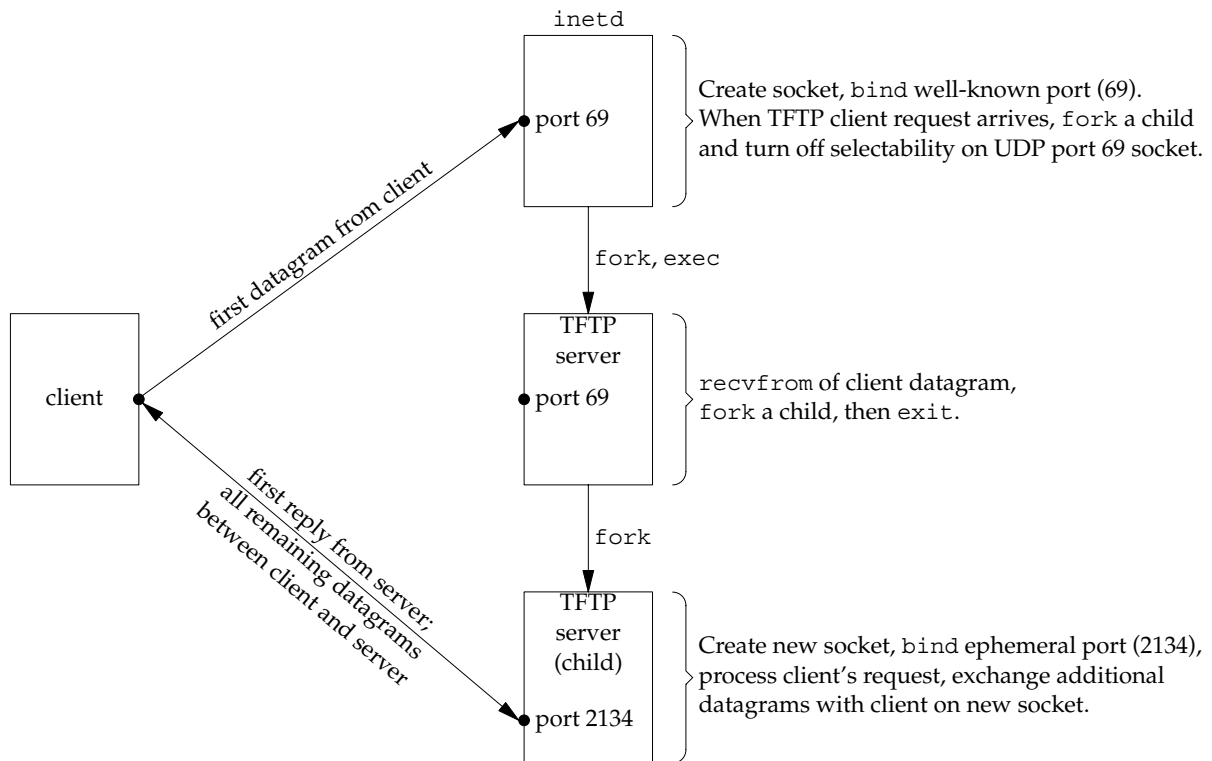 inetd
port 69
Create socket, bind well-known port (69).
When TFTP client request arrives, fork a child
and turn off selectability on UDP port 69 socket.
first datagram from client
fork, exec
client
TFTP
server
port 69
recvfrom of client datagram,
fork a child, then exit.
first reply from server;
all remaining datagrams
between client and server
fork
TFTP
server
(child)
port 2134
Create new socket, bind ephemeral port (2134),
process client's request, exchange additional
datagrams with client on new socket.